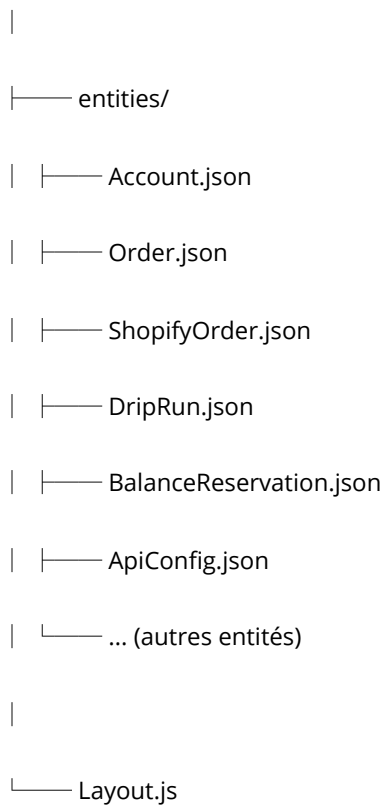 │
├── entities/
│ ├── Account.json
│ ├── Order.json
│ ├── ShopifyOrder.json
│ ├── DripRun.json
│ ├── BalanceReservation.json
│ ├── ApiConfig.json
│ └── ... (autres entités)
│
└── Layout.js